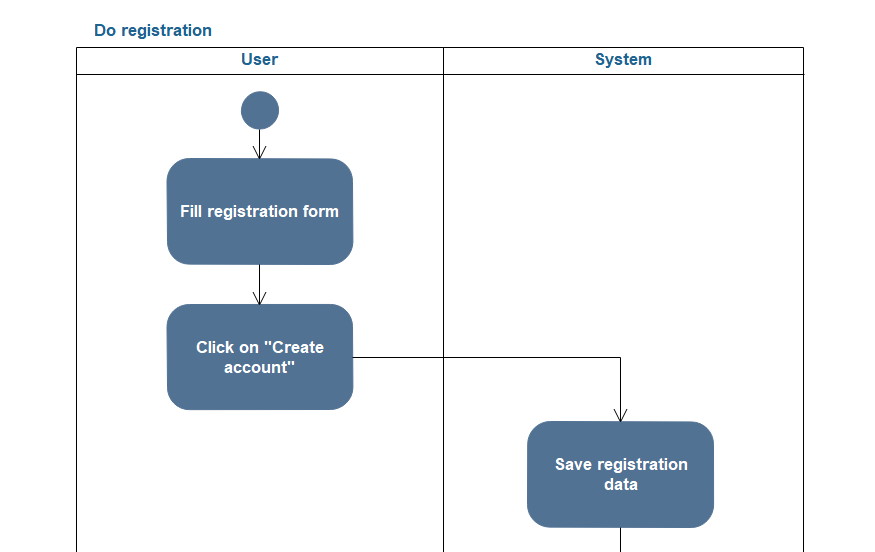 Do registration
User
System
Fill registration form
Click on "Create
account"
Save registration
data